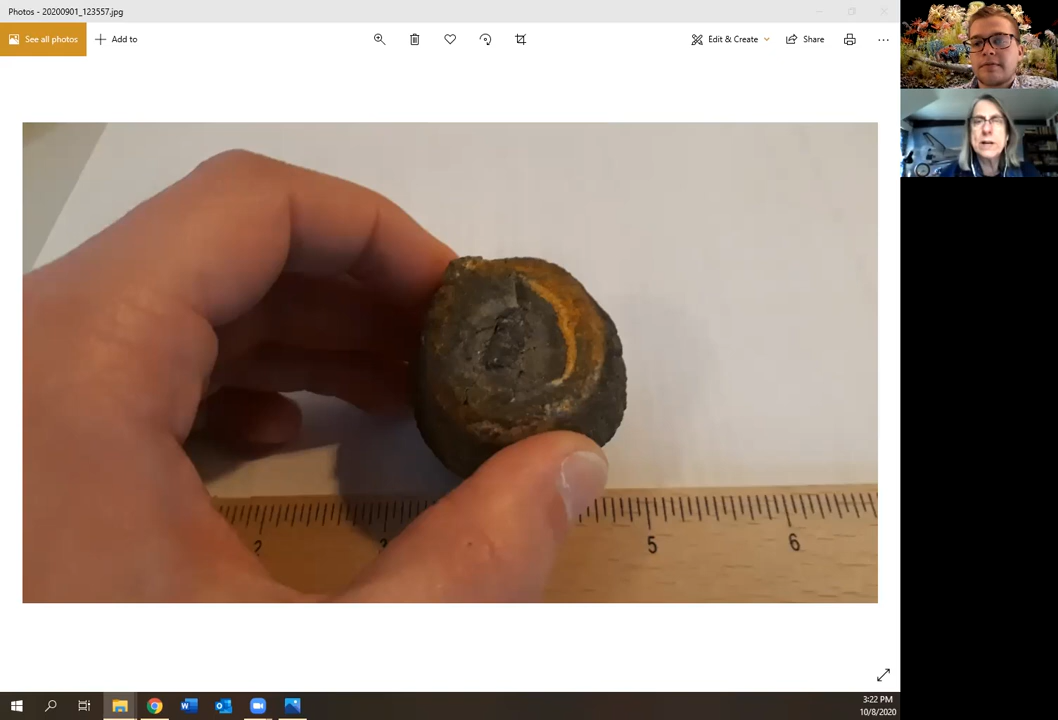 Photos - 20200901_123557.jpg
See all photos
Add to
Edit & Create
Share
2
3
5
6
3:22 PM
10/8/2020